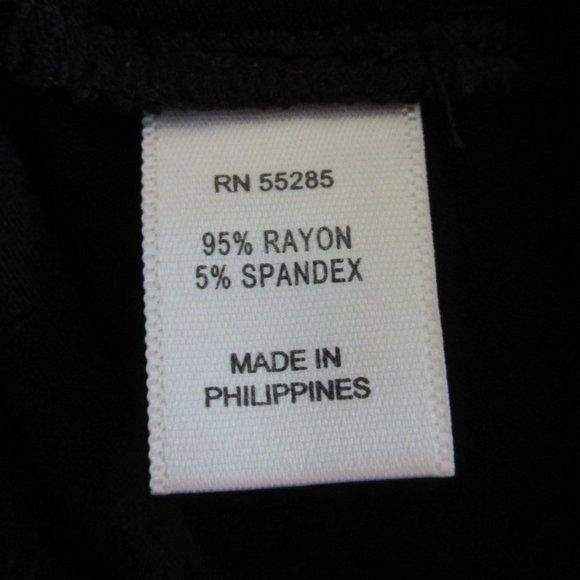 RN 55285
95% RAYON
5% SPANDEX
MADE IN
PHILIPPINES